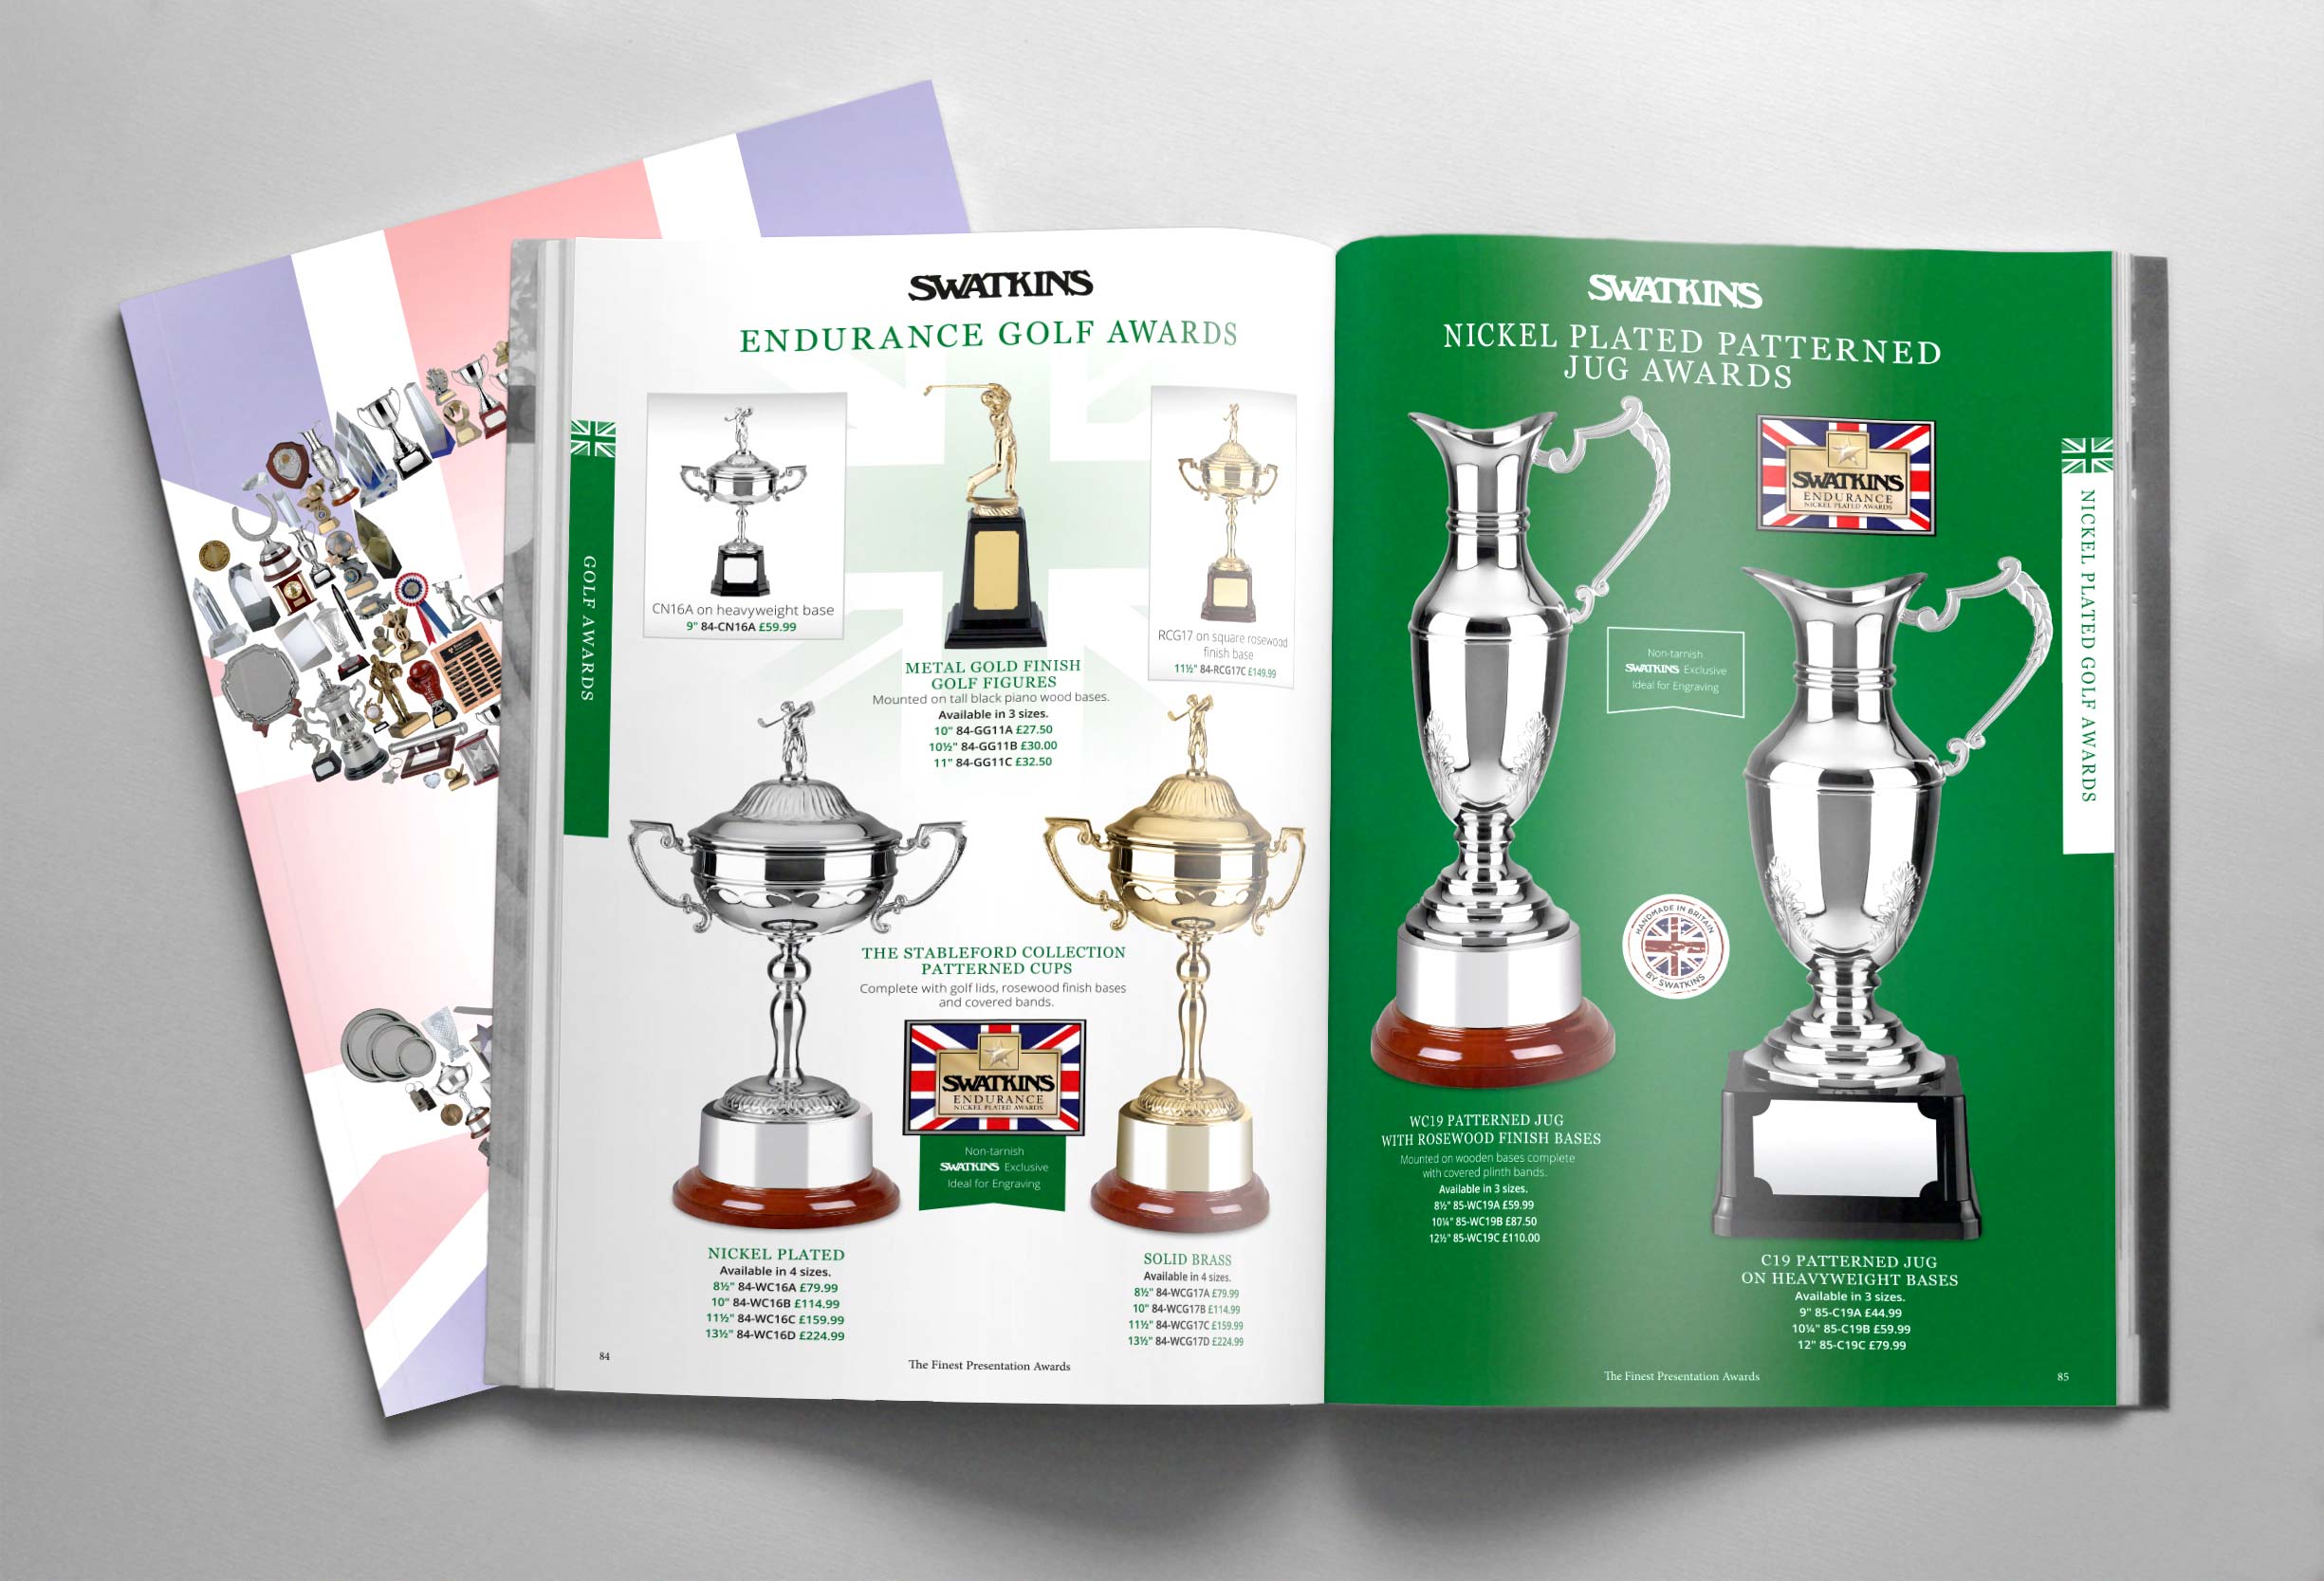 SWATKINS
ENDURANCE GOLF AWARDS
GOLF AWARDS
CN16A on heavyweight base
9" 84-CN16A £59.99
RCG17 on square rosewood
finish base
11½" 84-RCG17C £149.99
METAL GOLD FINISH
GOLF FIGURES
Mounted on tall black piano wood bases.
Available in 3 sizes.
10" 84-GG11A £27.50
10½" 84-GG11B £30.00
11" 84-GG11C £32.50
THE STABLEFORD COLLECTION
PATTERNED CUPS
Complete with golf lids, rosewood finish bases
and covered bands.
SWATKINS
ENDURANCE
NICKEL PLATED AWARDS
Non-tarnish
SWATKINS Exclusive
Ideal for Engraving
NICKEL PLATED
Available in 4 sizes.
8½" 84-WC16A £79.99
10" 84-WC16B £114.99
11½" 84-WC16C £159.99
13½" 84-WC16D £224.99
SOLID BRASS
Available in 4 sizes.
8½" 84-WCG17A £79.99
10" 84-WCG17B £114.99
11½" 84-WCG17C £159.99
13½" 84-WCG17D £224.99
84
The Finest Presentation Awards
SWATKINS
NICKEL PLATED PATTERNED
JUG AWARDS
SWATKINS
ENDURANCE
NICKEL PLATED AWARDS
NICKEL PLATED GOLF AWARDS
Non-tarnish
SWATKINS Exclusive
Ideal for Engraving
HANDMADE IN BRITAIN
BY SWATKINS
WC19 PATTERNED JUG
WITH ROSEWOOD FINISH BASES
Mounted on wooden bases complete
with covered plinth bands.
Available in 3 sizes.
8½" 85-WC19A £59.99
10¼" 85-WC19B £87.50
12½" 85-WC19C £110.00
C19 PATTERNED JUG
ON HEAVYWEIGHT BASES
Available in 3 sizes.
9" 85-C19A £44.99
10¼" 85-C19B £59.99
12" 85-C19C £79.99
The Finest Presentation Awards
85